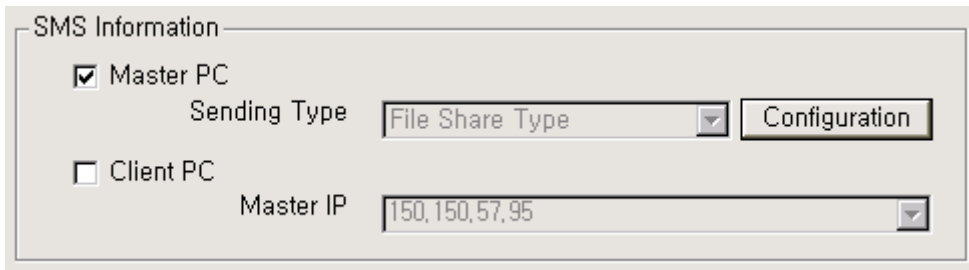 SMS Information
Master PC
Sending Type File Share Type Configuration
Client PC
Master IP 150,150,57,95